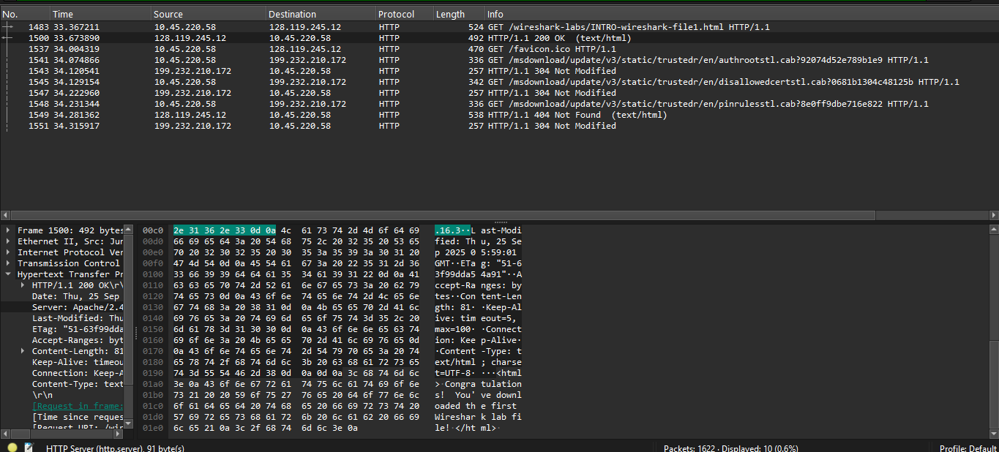 No. Time Source Destination Protocol Length Info
1483 33.367211 10.45.220.58 128.119.245.12 HTTP 524 GET /wireshark-labs/INTRO-wireshark-file1.html HTTP/1.1
1500 33.673890 128.119.245.12 10.45.220.58 HTTP 492 HTTP/1.1 200 OK (text/html)
1537 34.004319 10.45.220.58 128.119.245.12 HTTP 470 GET /favicon.ico HTTP/1.1
1541 34.074866 10.45.220.58 199.232.210.172 HTTP 336 GET /msdownload/update/v3/static/trustedr/en/authrootstl.cab?92074d52e789b1e9 HTTP/1.1
1543 34.120541 199.232.210.172 10.45.220.58 HTTP 257 HTTP/1.1 304 Not Modified
1545 34.129154 10.45.220.58 199.232.210.172 HTTP 342 GET /msdownload/update/v3/static/trustedr/en/disallowedcertstl.cab?0681b1304c48125b HTTP/1.1
1547 34.222960 199.232.210.172 10.45.220.58 HTTP 257 HTTP/1.1 304 Not Modified
1548 34.231344 10.45.220.58 199.232.210.172 HTTP 336 GET /msdownload/update/v3/static/trustedr/en/pinrulesstl.cab?8e0ff9dbe716e822 HTTP/1.1
1549 34.281362 128.119.245.12 10.45.220.58 HTTP 538 HTTP/1.1 404 Not Found (text/html)
1551 34.315917 199.232.210.172 10.45.220.58 HTTP 257 HTTP/1.1 304 Not Modified
Frame 1500: 492 bytes
Ethernet II, Src: Jun
Internet Protocol Ver
Transmission Control
Hypertext Transfer Pr
HTTP/1.1 200 OK\r\
Date: Thu, 25 Sep
Server: Apache/2.4
Last-Modified: Thu
ETag: "51-63f99dda
Accept-Ranges: byt
Content-Length: 81
Keep-Alive: timeou
Connection: Keep-A
Content-Type: text
\r\n
[Request in frame:
[Time since reques
[Request URI: /wir
00c0 2e 31 36 2e 33 0d 0a 4c 61 73 74 2d 4d 6f 64 69 .16.3··L ast-Modi
00d0 66 69 65 64 3a 20 54 68 75 2c 20 32 35 20 53 65 fied: Th u, 25 Se
00e0 70 20 32 30 32 35 20 30 35 3a 35 39 3a 30 31 20 p 2025 0 5:59:01
00f0 47 4d 54 0d 0a 45 54 61 67 3a 20 22 35 31 2d 36 GMT··ETa g: "51-6
0100 33 66 39 39 64 64 61 35 34 61 39 31 22 0d 0a 41 3f99dda5 4a91"··A
0110 63 63 65 70 74 2d 52 61 6e 67 65 73 3a 20 62 79 ccept-Ra nges: by
0120 74 65 73 0d 0a 43 6f 6e 74 65 6e 74 2d 4c 65 6e tes··Con tent-Len
0130 67 74 68 3a 20 38 31 0d 0a 4b 65 65 70 2d 41 6c gth: 81· ·Keep-Al
0140 69 76 65 3a 20 74 69 6d 65 6f 75 74 3d 35 2c 20 ive: tim eout=5,
0150 6d 61 78 3d 31 30 30 0d 0a 43 6f 6e 6e 65 63 74 max=100· ·Connect
0160 69 6f 6e 3a 20 4b 65 65 70 2d 41 6c 69 76 65 0d ion: Kee p-Alive·
0170 0a 43 6f 6e 74 65 6e 74 2d 54 79 70 65 3a 20 74 ·Content -Type: t
0180 65 78 74 2f 68 74 6d 6c 3b 20 63 68 61 72 73 65 ext/html ; charse
0190 74 3d 55 54 46 2d 38 0d 0a 0d 0a 3c 68 74 6d 6c t=UTF-8· ···<html
01a0 3e 0a 43 6f 6e 67 72 61 74 75 6c 61 74 69 6f 6e >·Congra tulation
01b0 73 21 20 20 59 6f 75 27 76 65 20 64 6f 77 6e 6c s! You' ve downl
01c0 6f 61 64 65 64 20 74 68 65 20 66 69 72 73 74 20 oaded th e first
01d0 57 69 72 65 73 68 61 72 6b 20 6c 61 62 20 66 69 Wireshar k lab fi
01e0 6c 65 21 0a 3c 2f 68 74 6d 6c 3e 0a le!·</ht ml>·
HTTP Server (http.server), 91 byte(s) Packets: 1622 · Displayed: 10 (0.6%) Profile: Default